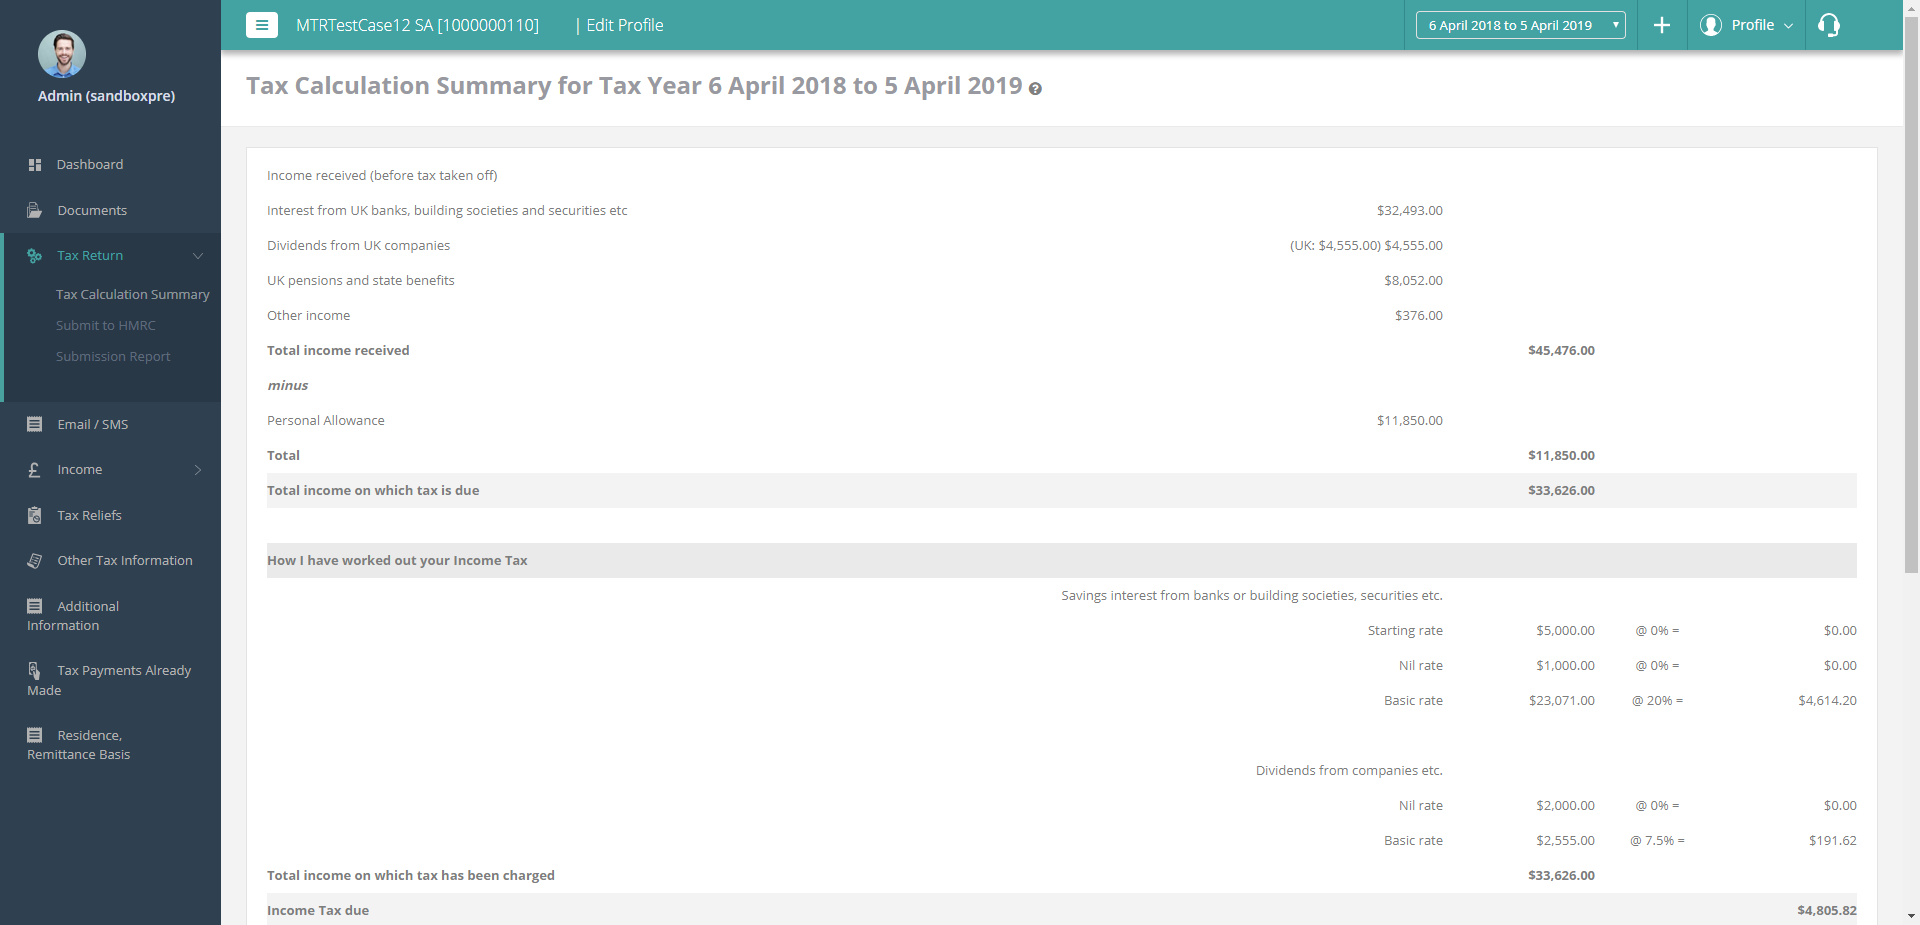 MTRTestCase12 SA [1000000110] | Edit Profile
6 April 2018 to 5 April 2019
Profile
Admin (sandboxpre)
Dashboard
Documents
Tax Return
Tax Calculation Summary
Submit to HMRC
Submission Report
Email / SMS
£ Income
Tax Reliefs
Other Tax Information
Additional
Information
Tax Payments Already
Made
Residence,
Remittance Basis
Tax Calculation Summary for Tax Year 6 April 2018 to 5 April 2019 ?
Income received (before tax taken off)
Interest from UK banks, building societies and securities etc $32,493.00
Dividends from UK companies (UK: $4,555.00) $4,555.00
UK pensions and state benefits $8,052.00
Other income $376.00
Total income received $45,476.00
minus
Personal Allowance $11,850.00
Total $11,850.00
Total income on which tax is due $33,626.00
How I have worked out your Income Tax
Savings interest from banks or building societies, securities etc.
Starting rate $5,000.00 @ 0% = $0.00
Nil rate $1,000.00 @ 0% = $0.00
Basic rate $23,071.00 @ 20% = $4,614.20
Dividends from companies etc.
Nil rate $2,000.00 @ 0% = $0.00
Basic rate $2,555.00 @ 7.5% = $191.62
Total income on which tax has been charged $33,626.00
Income Tax due $4,805.82